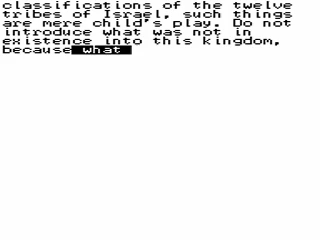 classifications of the twelve
tribes of Israel, such things
are mere child's play. Do not
introduce what was not in
existence into this kingdom,
because what